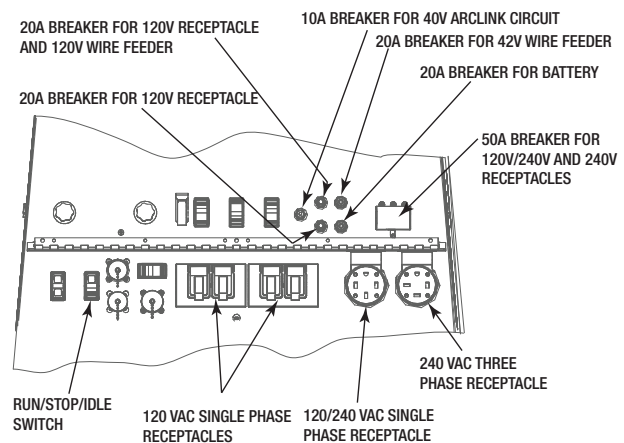 10A BREAKER FOR 40V ARCLINK CIRCUIT
20A BREAKER FOR 120V RECEPTACLE
AND 120V WIRE FEEDER
20A BREAKER FOR 42V WIRE FEEDER
20A BREAKER FOR BATTERY
20A BREAKER FOR 120V RECEPTACLE
50A BREAKER FOR
120V/240V AND 240V
RECEPTACLES
240 VAC THREE
PHASE RECEPTACLE
RUN/STOP/IDLE
SWITCH
120 VAC SINGLE PHASE
RECEPTACLES
120/240 VAC SINGLE
PHASE RECEPTACLE